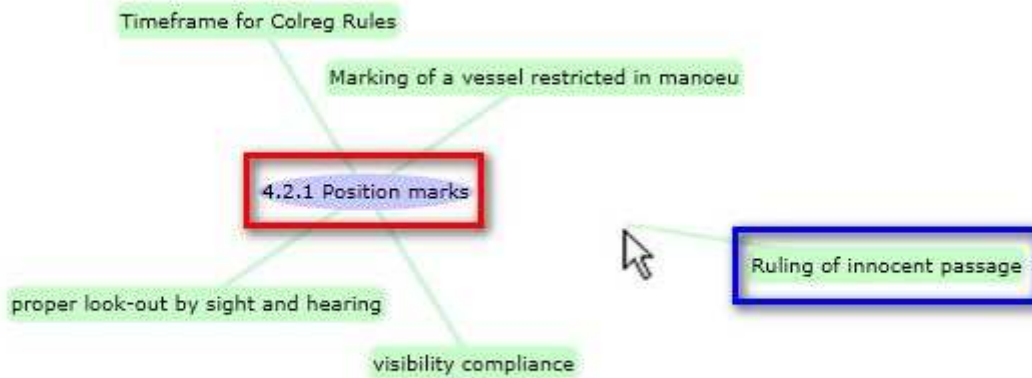 Timeframe for Colreg Rules
Marking of a vessel restricted in manoeu
4.2.1 Position marks
Ruling of innocent passage
proper look-out by sight and hearing
visibility compliance